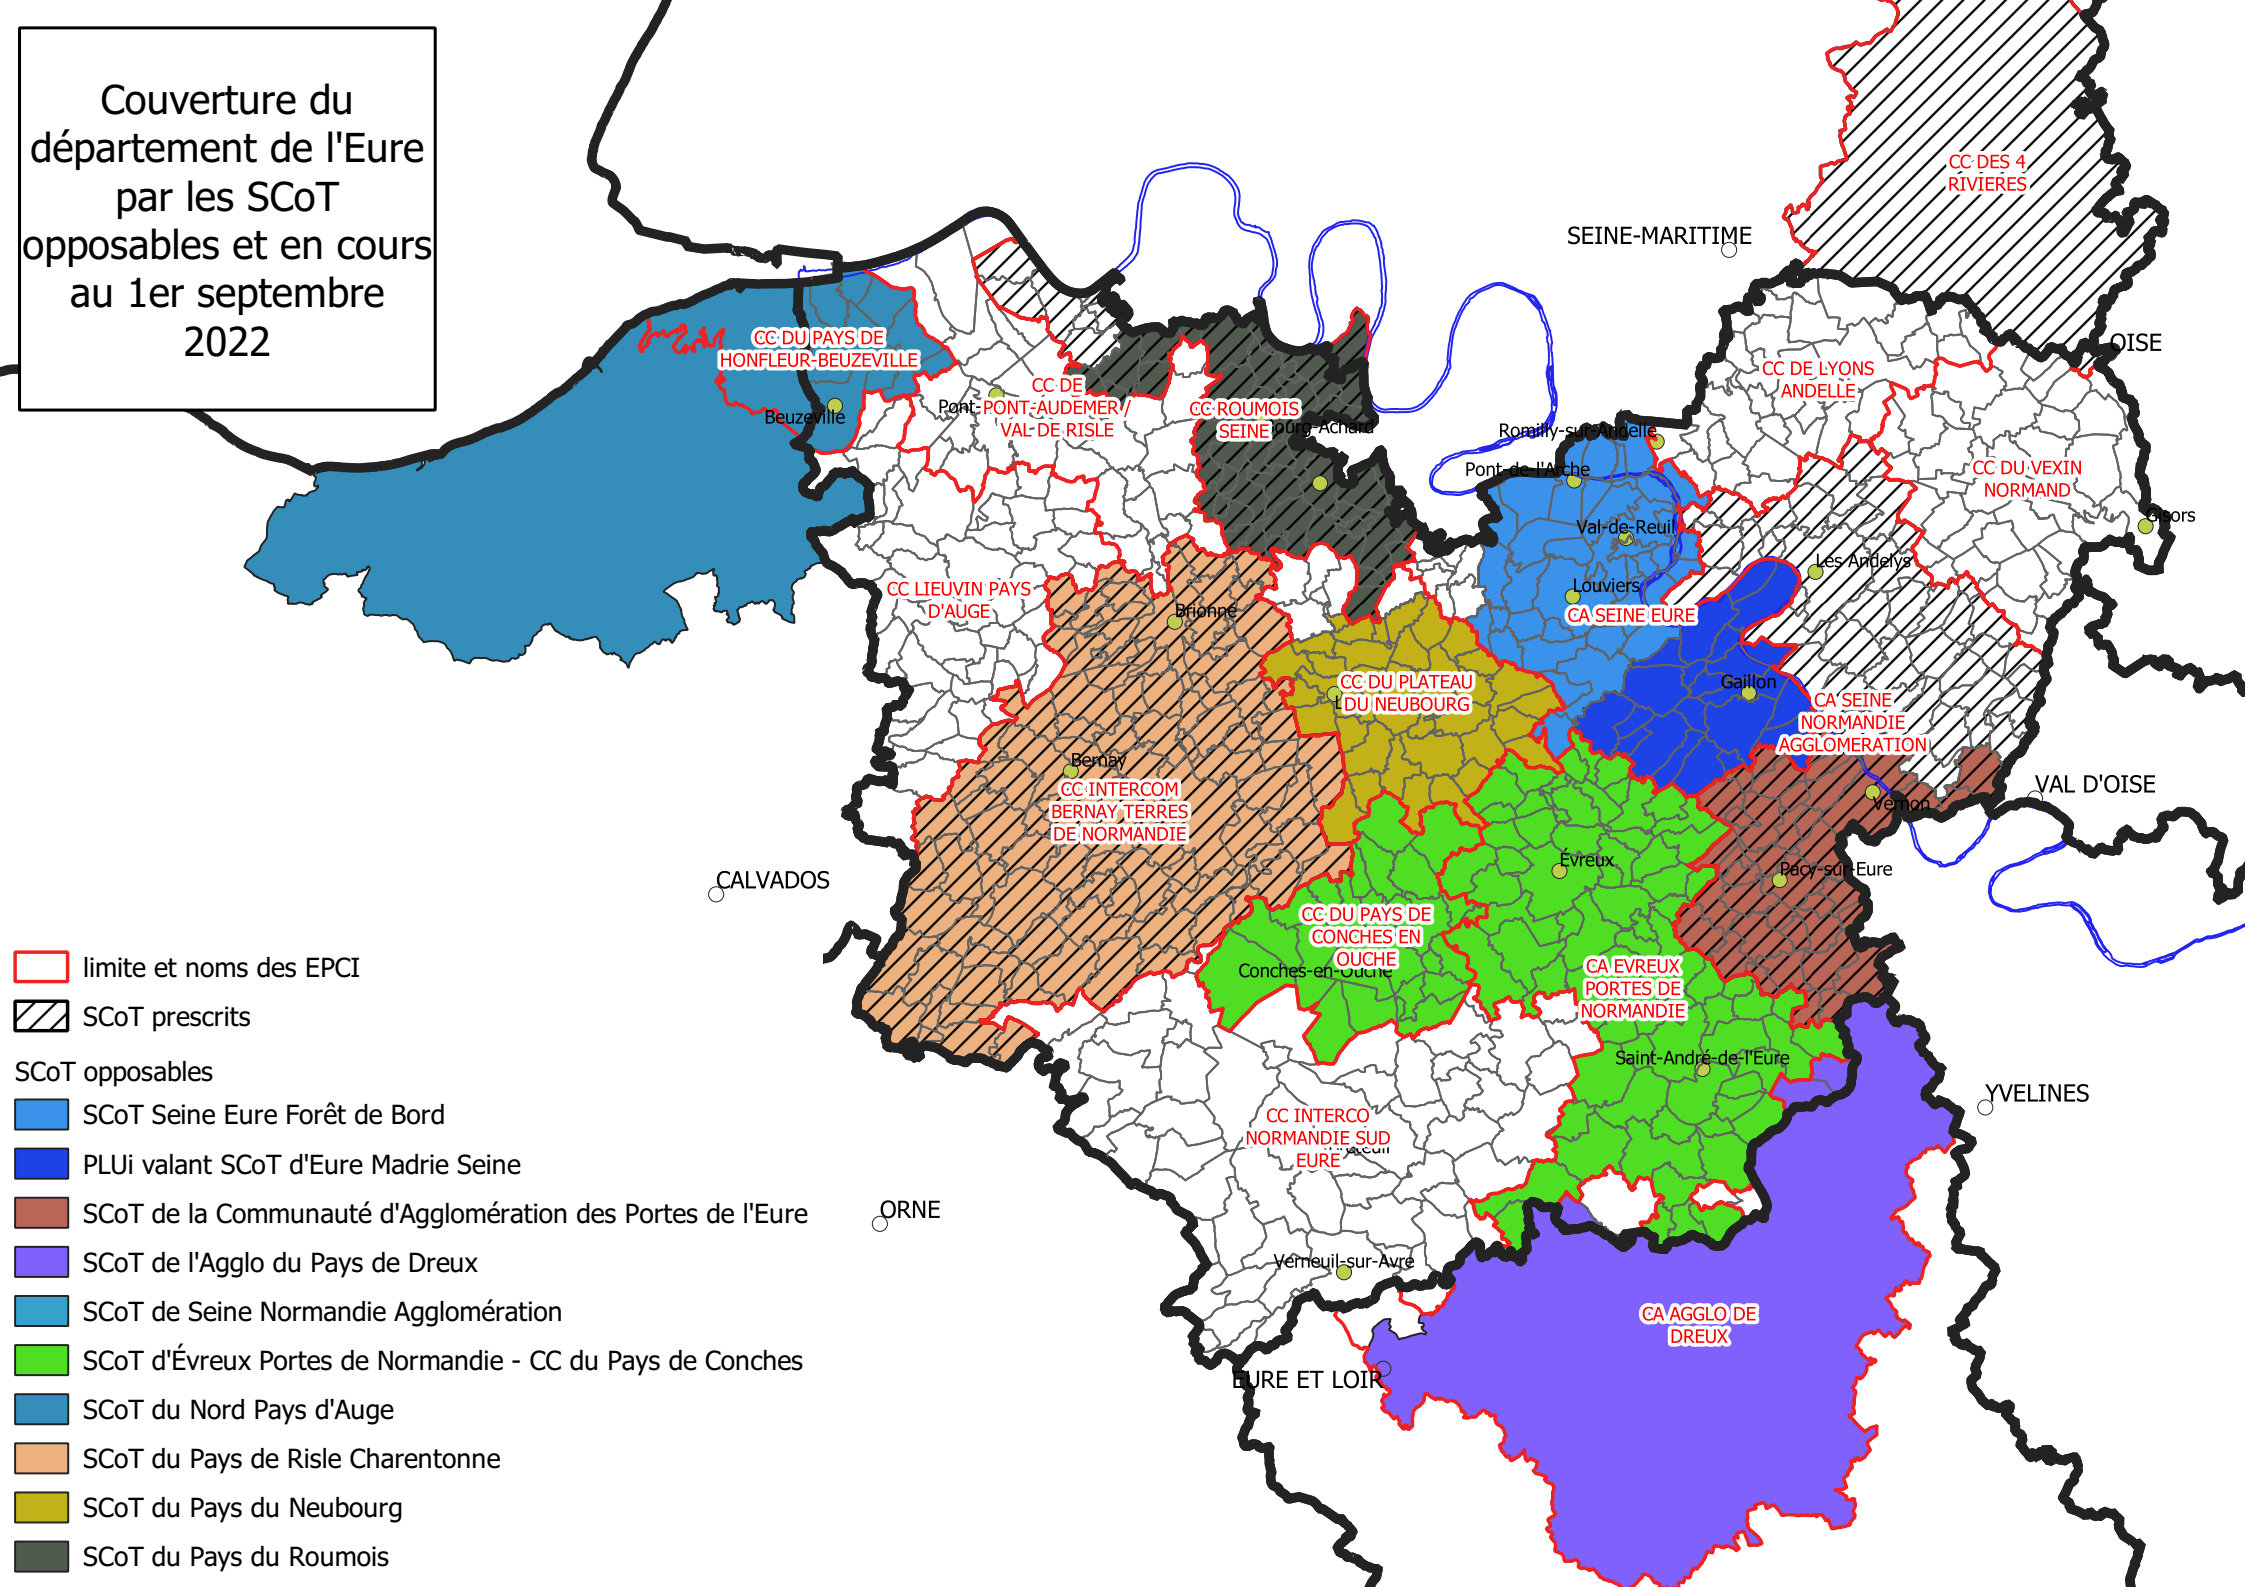 Couverture du
département de l'Eure
par les SCoT
opposables et en cours
au 1er septembre
2022
CC DES 4
RIVIERES
SEINE-MARITIME
OISE
CC DU PAYS DE
HONFLEUR-BEUZEVILLE
Beuzeville
CC DE
PONT-AUDEMER /
VAL DE RISLE
Pont-
CC ROUMOIS
SEINE
ourg-Achard
CC DE LYONS
ANDELLE
Romilly-sur-Andelle
Pont-de-l'Arche
CC DU VEXIN
NORMAND
Gisors
Val-de-Reuil
Les Andelys
Louviers
CA SEINE EURE
CC LIEUVIN PAYS
D'AUGE
Brionne
CC DU PLATEAU
DU NEUBOURG
Gaillon
CA SEINE
NORMANDIE
AGGLOMERATION
Bernay
CC INTERCOM
BERNAY TERRES
DE NORMANDIE
VAL D'OISE
Vernon
Évreux
Pacy-sur-Eure
CALVADOS
CC DU PAYS DE
CONCHES EN
OUCHE
Conches-en-Ouche
CA EVREUX
PORTES DE
NORMANDIE
Saint-André-de-l'Eure
YVELINES
CC INTERCO
NORMANDIE SUD
EURE
ORNE
Verneuil-sur-Avre
CA AGGLO DE
DREUX
EURE ET LOIR
limite et noms des EPCI
SCoT prescrits
SCoT opposables
SCoT Seine Eure Forêt de Bord
PLUi valant SCoT d'Eure Madrie Seine
SCoT de la Communauté d'Agglomération des Portes de l'Eure
SCoT de l'Agglo du Pays de Dreux
SCoT de Seine Normandie Agglomération
SCoT d'Évreux Portes de Normandie - CC du Pays de Conches
SCoT du Nord Pays d'Auge
SCoT du Pays de Risle Charentonne
SCoT du Pays du Neubourg
SCoT du Pays du Roumois